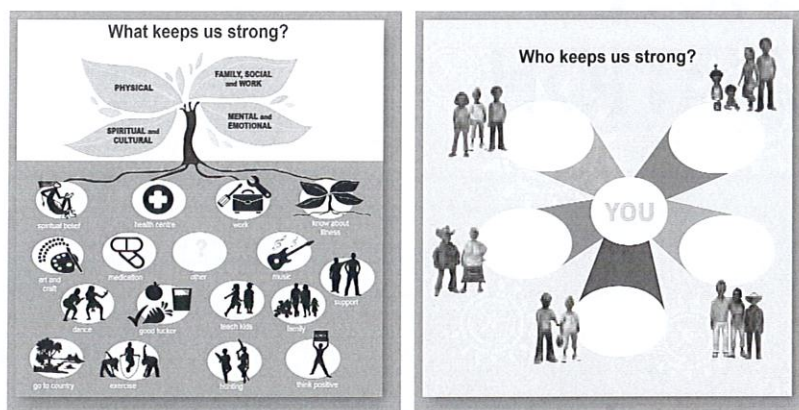 What keeps us strong?
PHYSICAL
FAMILY, SOCIAL
and WORK
SPIRITUAL and
CULTURAL
MENTAL and
EMOTIONAL
spiritual belief
health centre
work
know about
illness
art and
craft
medication
?
other
music
support
dance
good tucker
teach kids
family
go to country
exercise
hunting
think positive
Who keeps us strong?
YOU